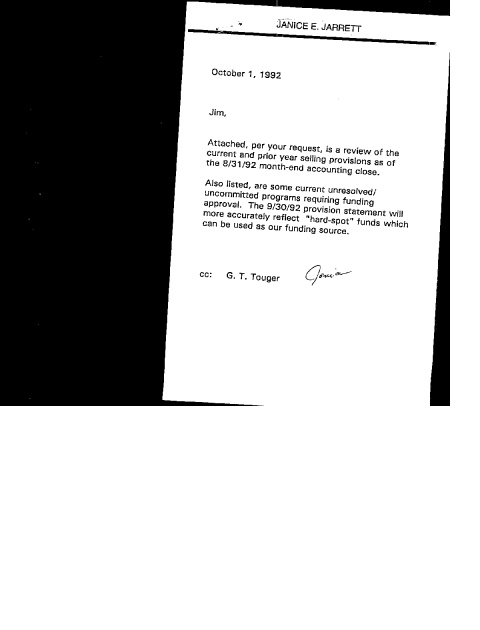 JANICE E. JARRETT
October 1, 1992
Jim,
Attached, per your request, is a review of the
current and prior year selling provisions as of
the 8/31/92 month-end accounting close.
Also listed, are some current unresolved/
uncommitted programs requiring funding
approval. The 9/30/92 provision statement will
more accurately reflect "hard-spot" funds which
can be used as our funding source.
cc: G. T. Touger Janice